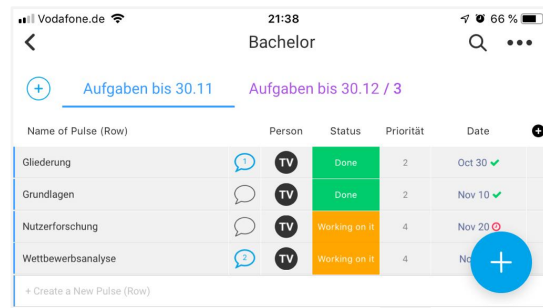 Vodafone.de 21:38 66 %
Bachelor
Aufgaben bis 30.11 Aufgaben bis 30.12 / 3
Name of Pulse (Row) Person Status Priorität Date
Gliederung 1 TV Done 2 Oct 30
Grundlagen TV Done 2 Nov 10
Nutzerforschung TV Working on it 4 Nov 20
Wettbewerbsanalyse 2 TV Working on it 4
+ Create a New Pulse (Row)